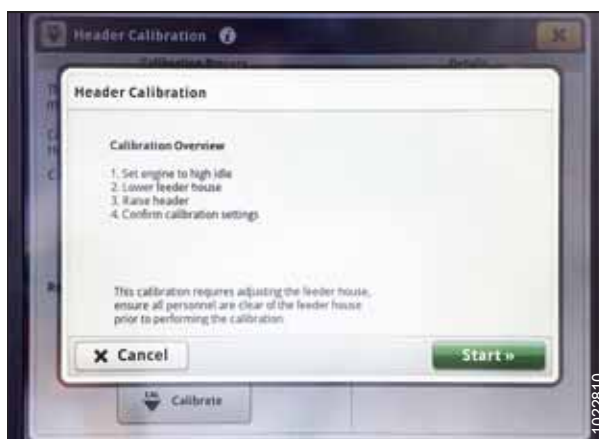 Header Calibration
Header Calibration
Calibration Overview
1. Set engine to high idle
2. Lower feeder house
3. Raise header
4. Confirm calibration settings
This calibration requires adjusting the feeder house,
ensure all personnel are clear of the feeder house
prior to performing the calibration.
Cancel
Start »
CAL
Calibrate
1022810